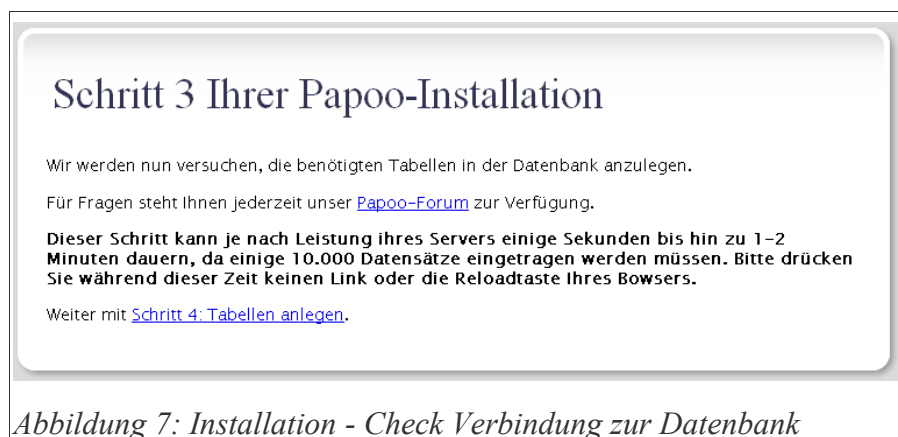 Schritt 3 Ihrer Papoo-Installation
Wir werden nun versuchen, die benötigten Tabellen in der Datenbank anzulegen.
Für Fragen steht Ihnen jederzeit unser Papoo-Forum zur Verfügung.
Dieser Schritt kann je nach Leistung ihres Servers einige Sekunden bis hin zu 1-2
Minuten dauern, da einige 10.000 Datensätze eingetragen werden müssen. Bitte drücken
Sie während dieser Zeit keinen Link oder die Reloadtaste Ihres Bowsers.
Weiter mit Schritt 4: Tabellen anlegen.
Abbildung 7: Installation - Check Verbindung zur Datenbank